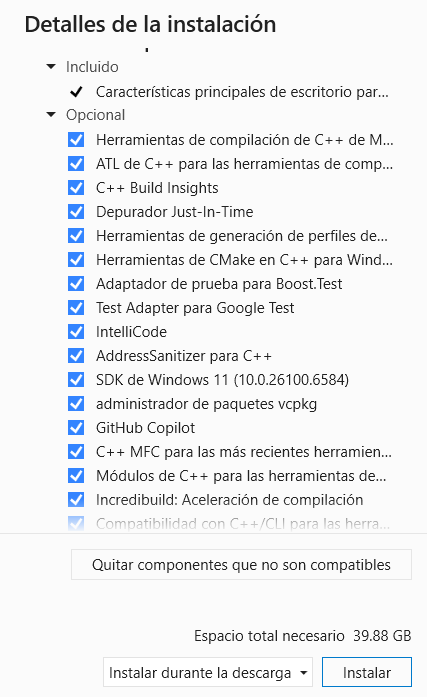 Detalles de la instalación
Incluido
Características principales de escritorio par...
Opcional
Herramientas de compilación de C++ de M...
ATL de C++ para las herramientas de comp...
C++ Build Insights
Depurador Just-In-Time
Herramientas de generación de perfiles de...
Herramientas de CMake en C++ para Wind...
Adaptador de prueba para Boost.Test
Test Adapter para Google Test
IntelliCode
AddressSanitizer para C++
SDK de Windows 11 (10.0.26100.6584)
administrador de paquetes vcpkg
GitHub Copilot
C++ MFC para las más recientes herramien...
Módulos de C++ para las herramientas de...
Incredibuild: Aceleración de compilación
Compatibilidad con C++/CLI para las herra...
Quitar componentes que no son compatibles
Espacio total necesario 39.88 GB
Instalar durante la descarga
Instalar